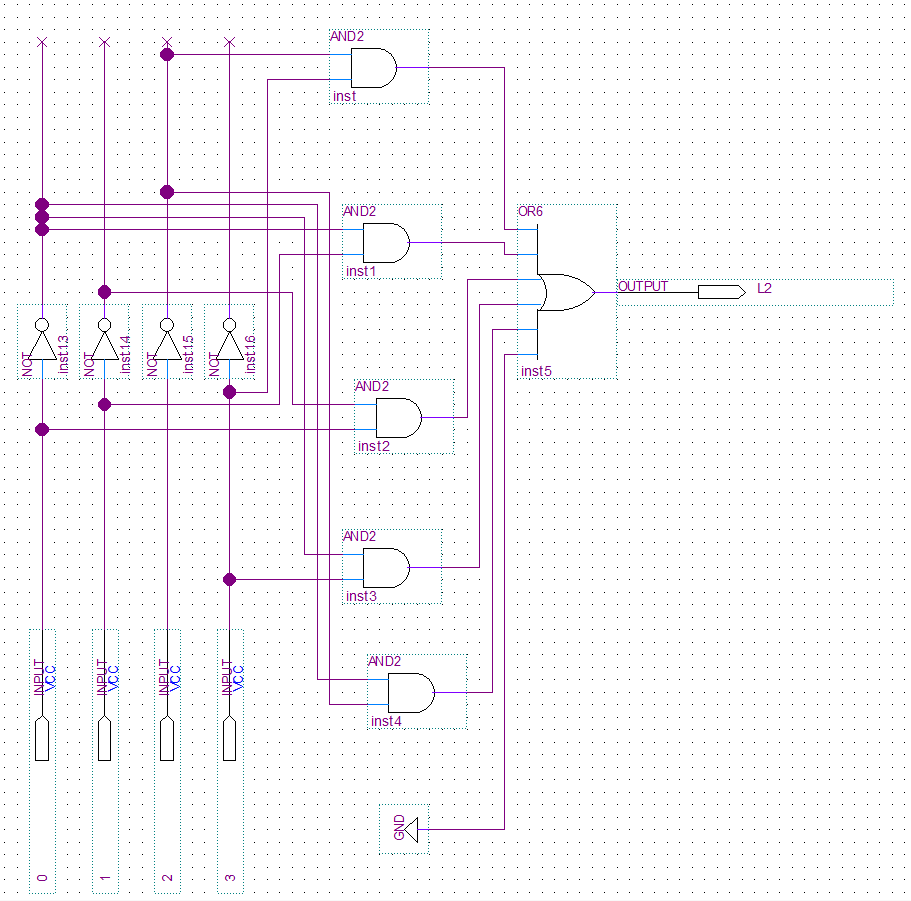 AND2
inst
AND2
inst1
OR6
OUTPUT
L2
inst5
NOT
inst13
NOT
inst14
NOT
inst15
NOT
inst16
AND2
inst2
AND2
inst3
AND2
inst4
INPUT
VCC
INPUT
VCC
INPUT
VCC
INPUT
VCC
GND
0
1
2
3